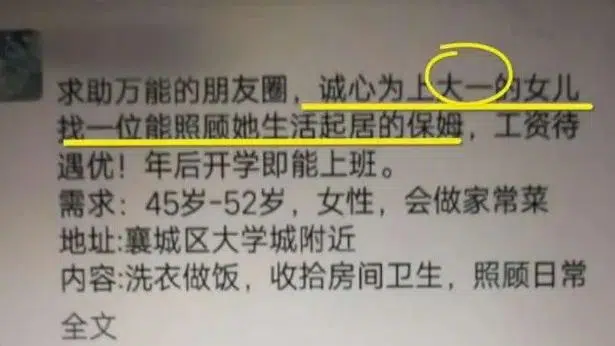 求助万能的朋友圈，诚心为上大一的女儿
找一位能照顾她生活起居的保姆，工资待
遇优！年后开学即能上班。
需求：45岁-52岁，女性，会做家常菜
地址:襄城区大学城附近
内容:洗衣做饭，收拾房间卫生，照顾日常
全文